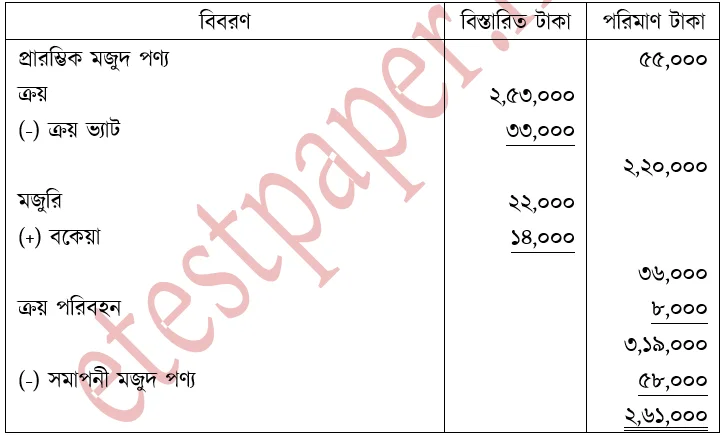 বিবরণ বিস্তারিত টাকা পরিমাণ টাকা
প্রারম্ভিক মজুদ পণ্য ৫৫,০০০
ক্রয় ২,৫৩,০০০
(-) ক্রয় ভ্যাট ৩৩,০০০
২,২০,০০০
মজুরি ২২,০০০
(+) বকেয়া ১৪,০০০
৩৬,০০০
ক্রয় পরিবহন ৮,০০০
৩,১৯,০০০
(-) সমাপনী মজুদ পণ্য ৫৮,০০০
২,৬১,০০০